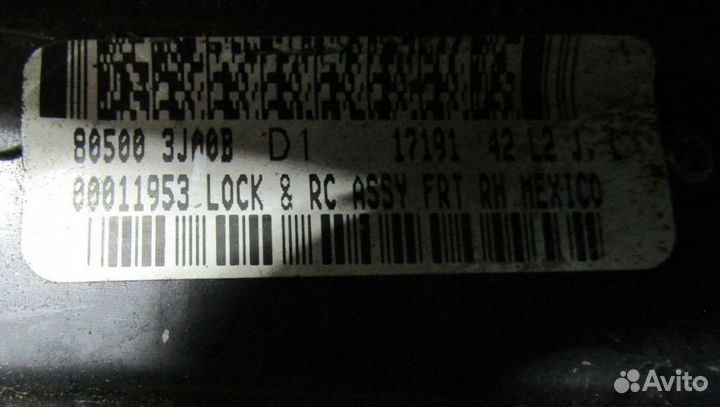 80500 3JA0B D1 17191 42 L2 J.
00011953 LOCK & RC ASSY FRT RH MEXICO
Avito